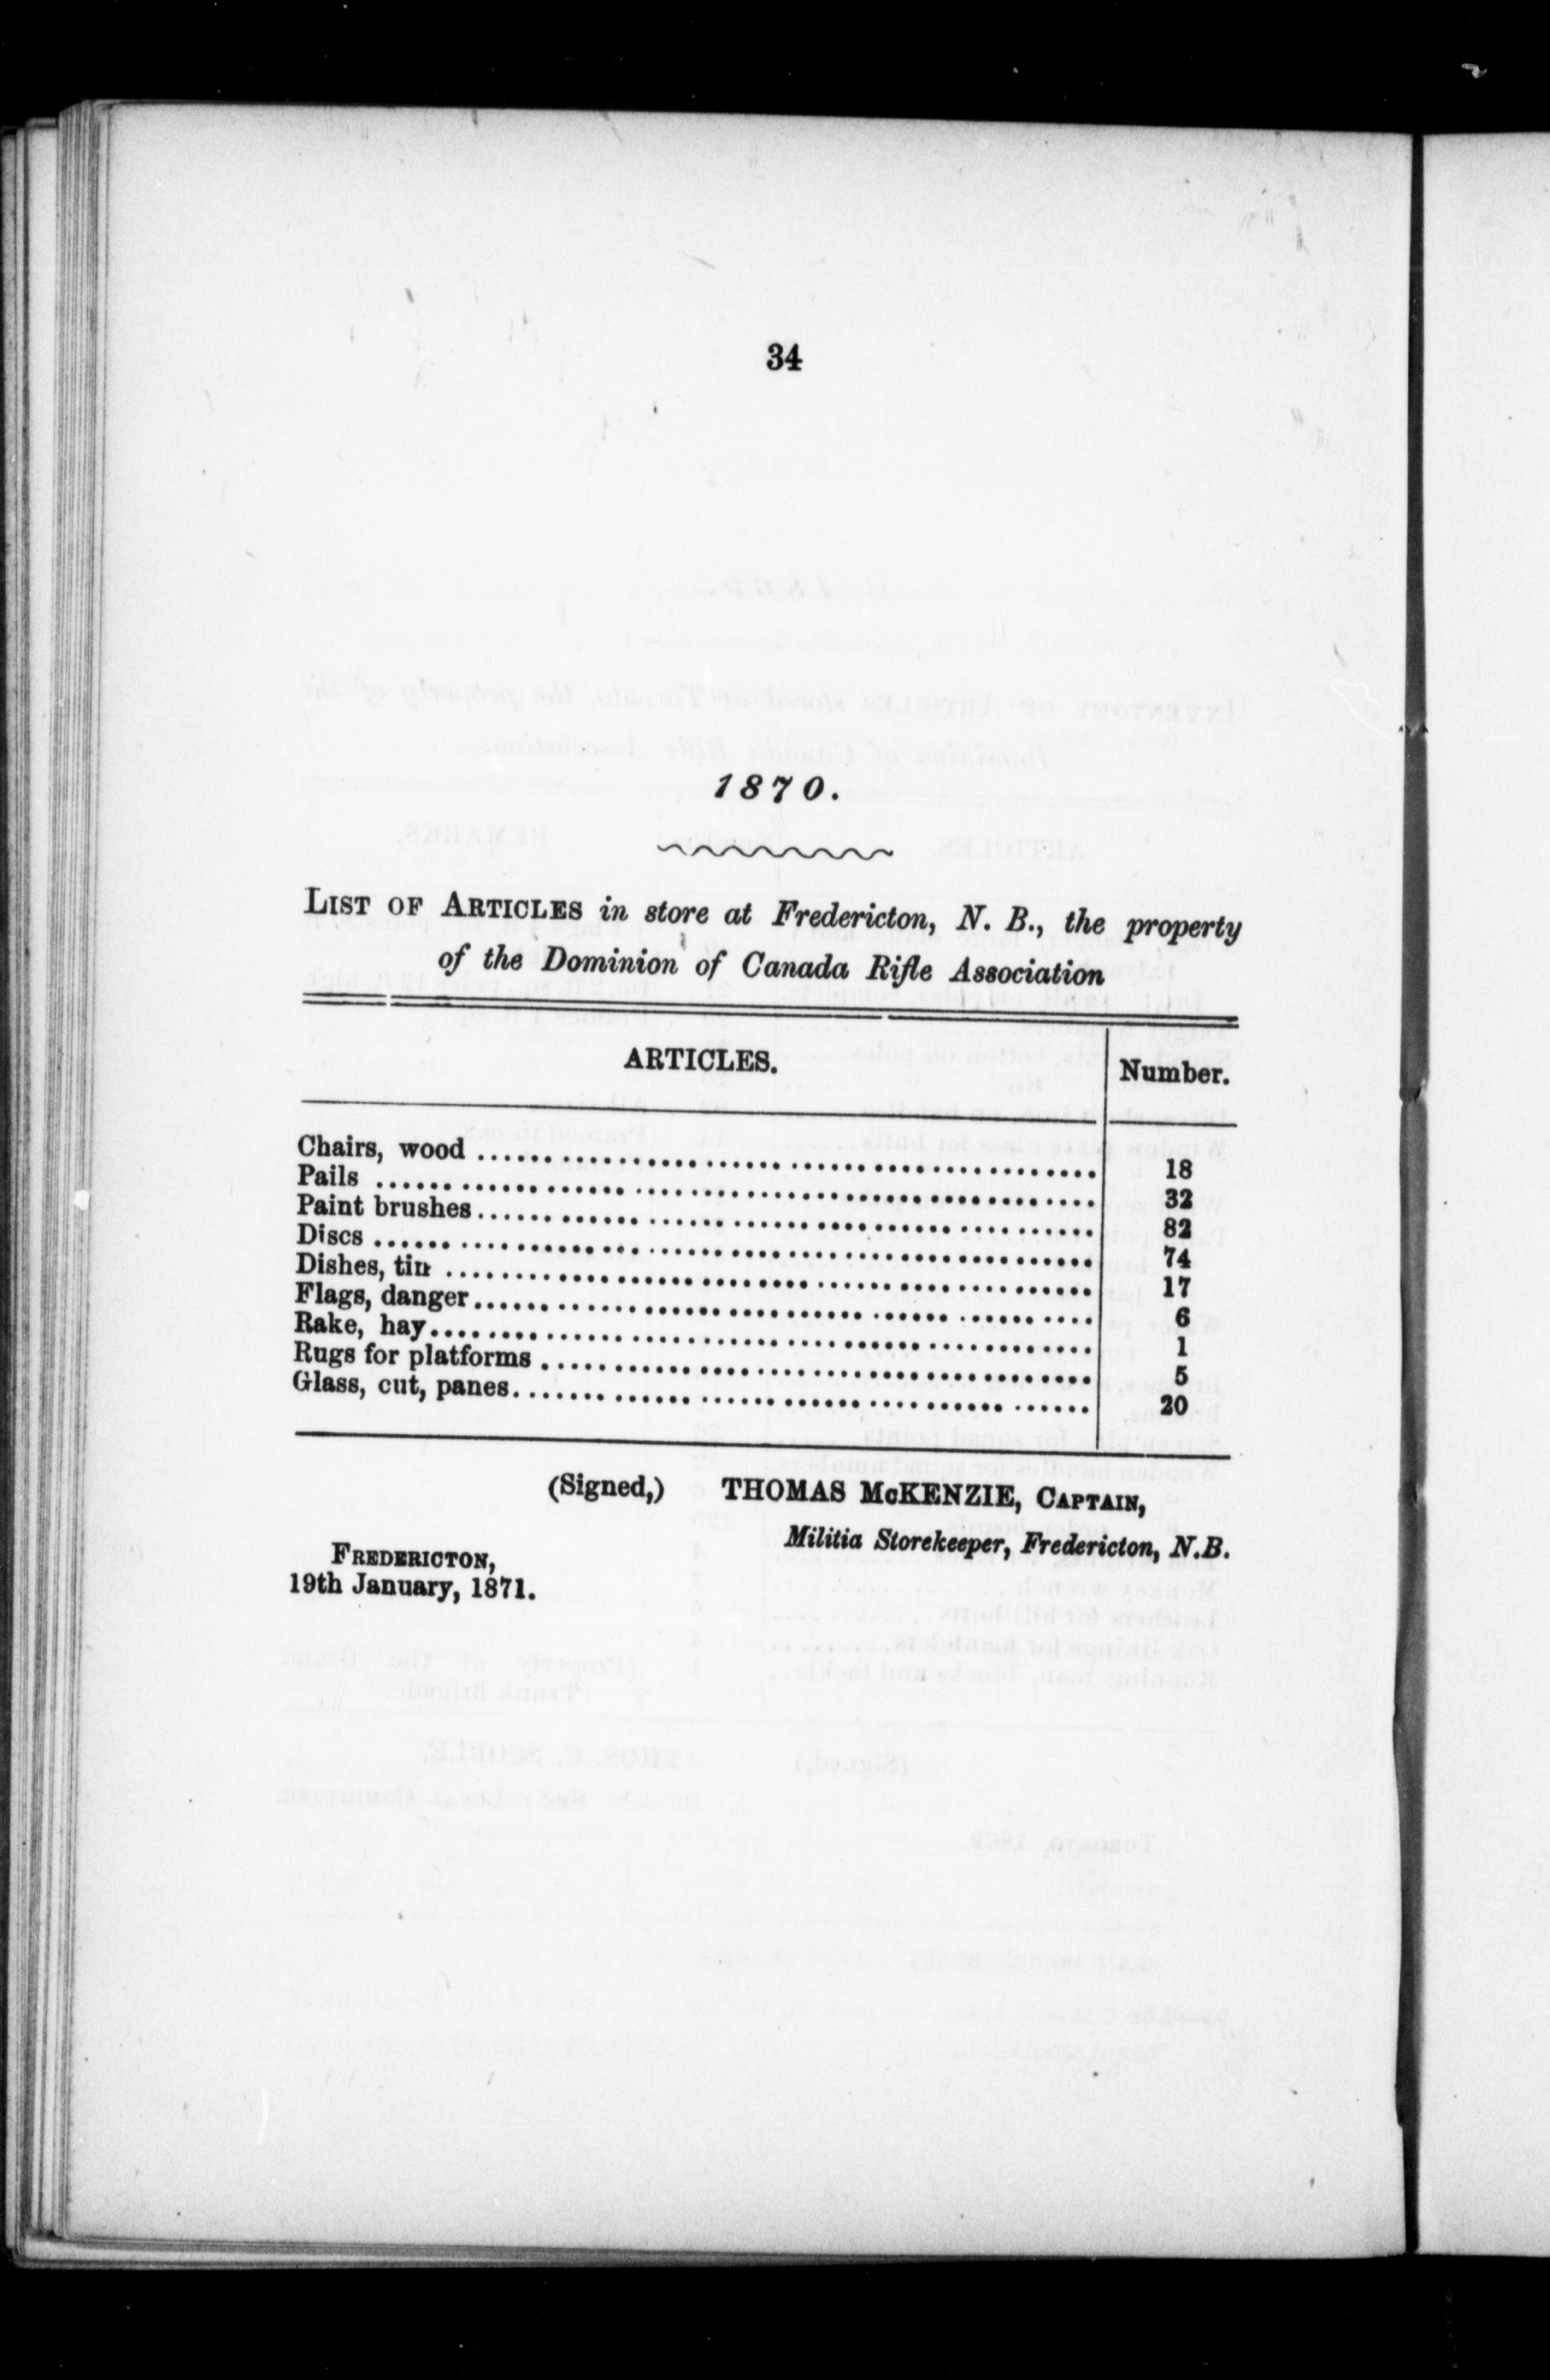 34
1870.
LIST OF ARTICLES in store at Fredericton, N. B., the property
of the Dominion of Canada Rifle Association
ARTICLES. Number.
Chairs, wood ........ 18
Pails ........ 32
Paint brushes ........ 82
Discs ........ 74
Dishes, tin ........ 17
Flags, danger ........ 6
Rake, hay ........ 1
Rugs for platforms ........ 5
Glass, cut, panes ........ 20
(Signed,) THOMAS McKENZIE, CAPTAIN,
Militia Storekeeper, Fredericton, N.B.
FREDERICTON,
19th January, 1871.